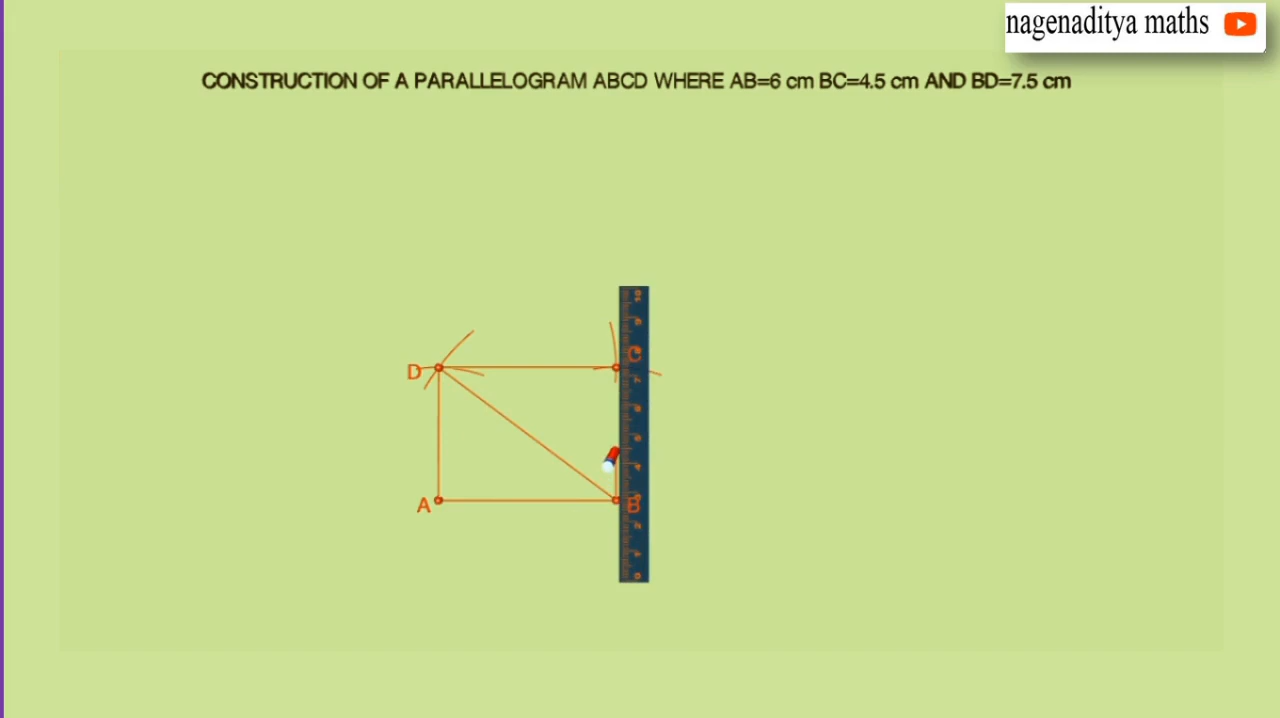 nagenaditya maths
CONSTRUCTION OF A PARALLELOGRAM ABCD WHERE AB=6 cm BC=4.5 cm AND BD=7.5 cm
D
C
A
B